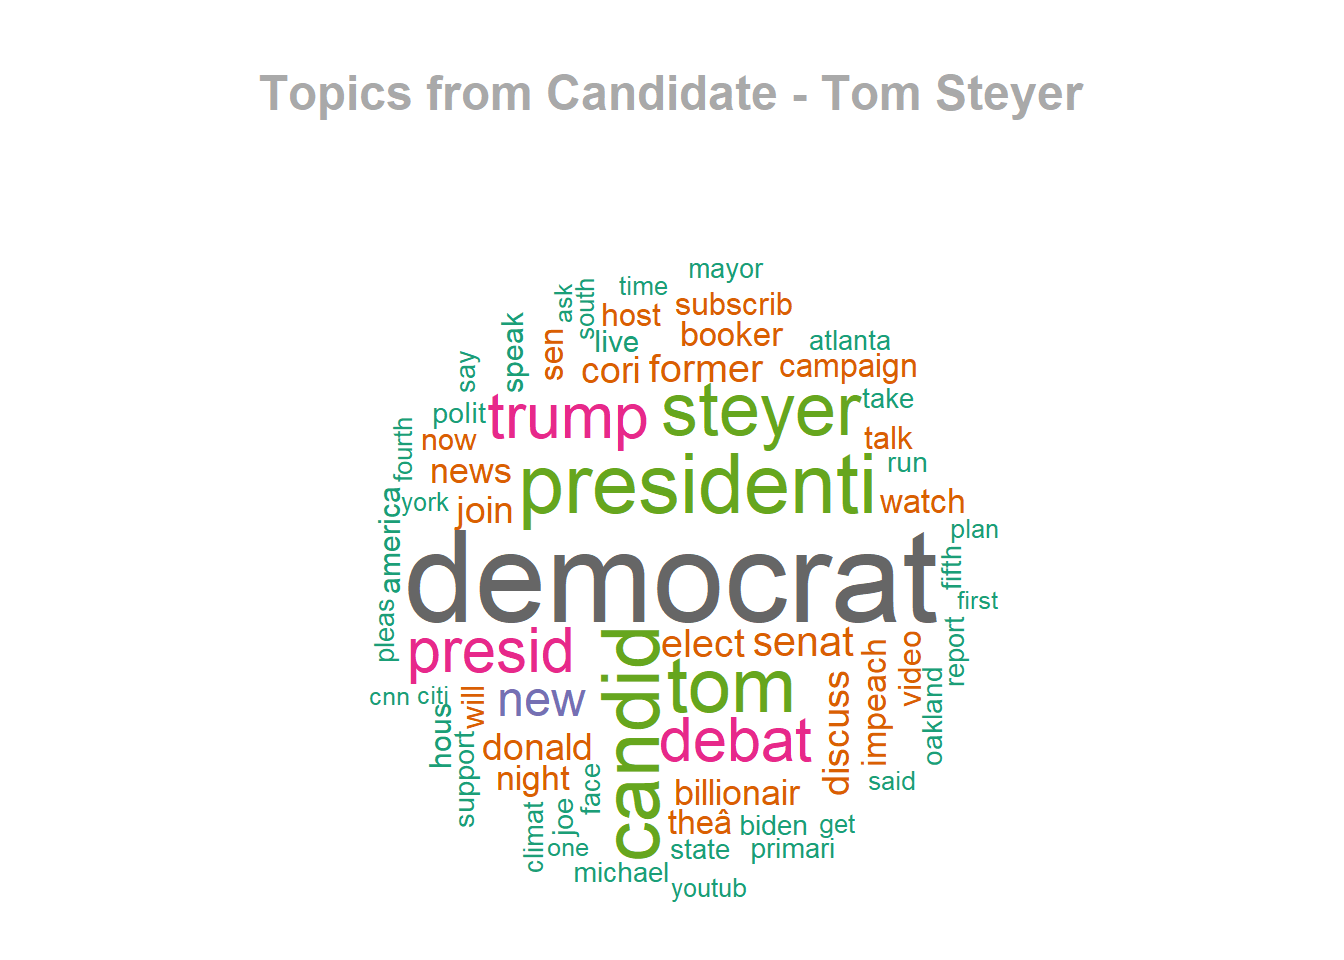 Topics from Candidate - Tom Steyer
mayor
time
ask
south
subscrib
host
booker
live
sen
speak
say
atlanta
cori
former
campaign
trump
steyer
take
polit
now
talk
fourth
news
presidenti
run
york
join
watch
america
democrat
plan
fifth
first
pleas
presid
candid
elect
senat
tom
impeach
video
report
oakland
cnn
citi
will
new
hous
debat
discuss
donald
support
night
face
billionair
said
climat
joe
theâ
biden
get
one
state
primari
michael
youtub